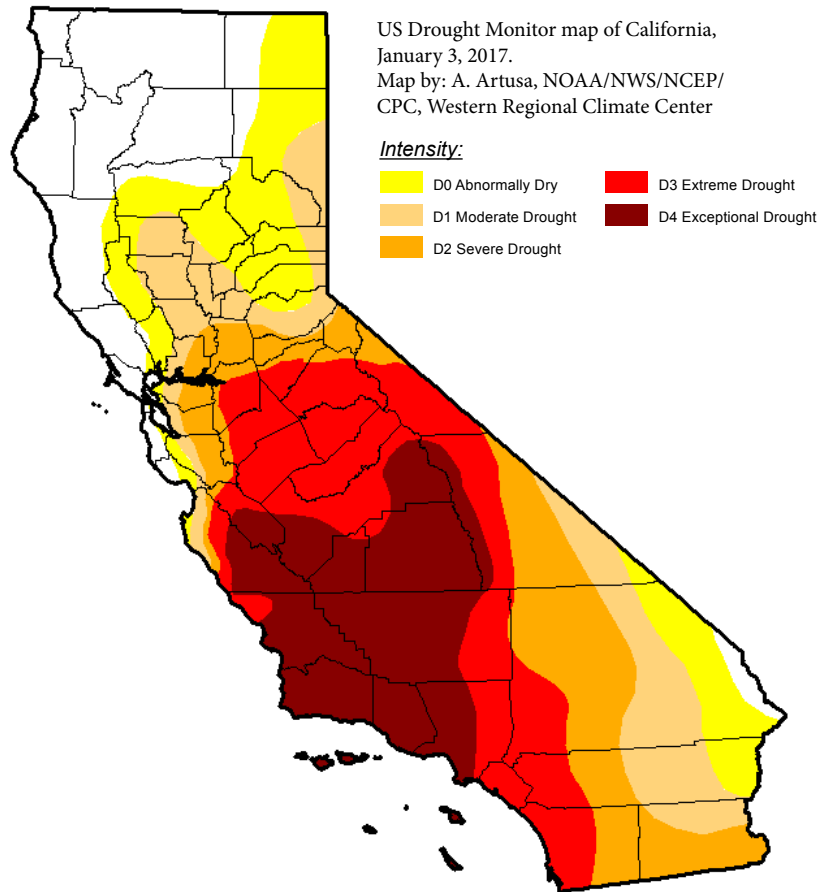 US Drought Monitor map of California,
January 3, 2017.
Map by: A. Artusa, NOAA/NWS/NCEP/
CPC, Western Regional Climate Center
Intensity:
D0 Abnormally Dry
D1 Moderate Drought
D2 Severe Drought
D3 Extreme Drought
D4 Exceptional Drought